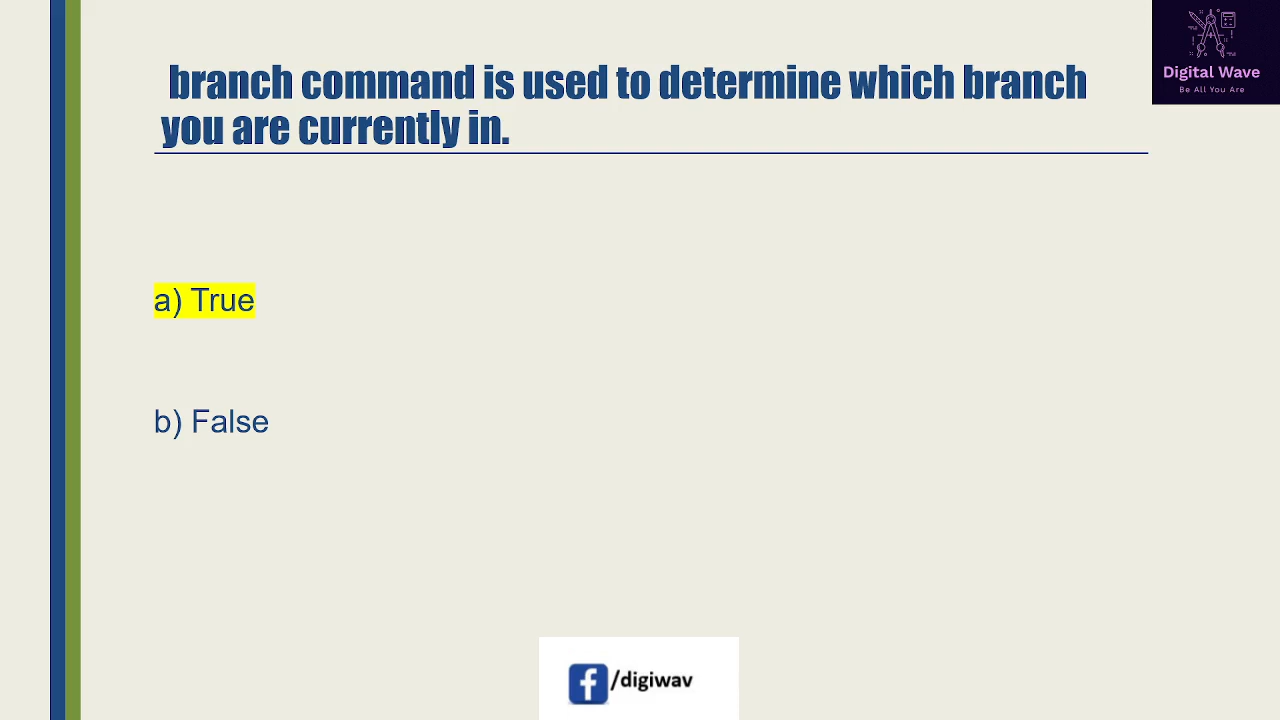 Digital Wave
Be All You Are
branch command is used to determine which branch
you are currently in.
a) True
b) False
f/digiwav